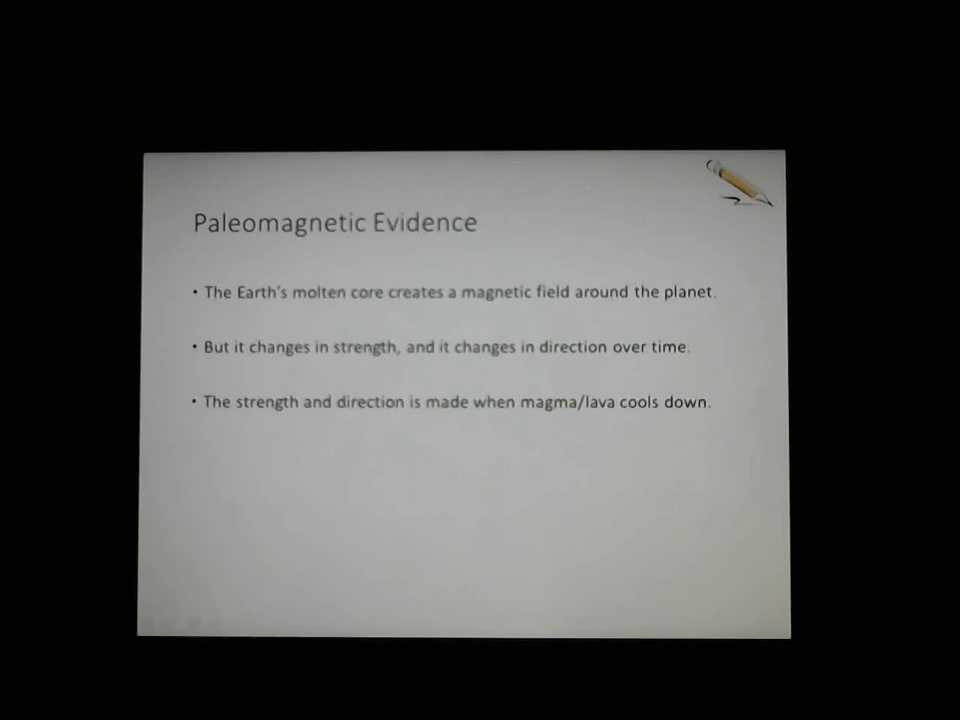 Paleomagnetic Evidence
• The Earth's molten core creates a magnetic field around the planet.
• But it changes in strength, and it changes in direction over time.
• The strength and direction is made when magma/lava cools down.